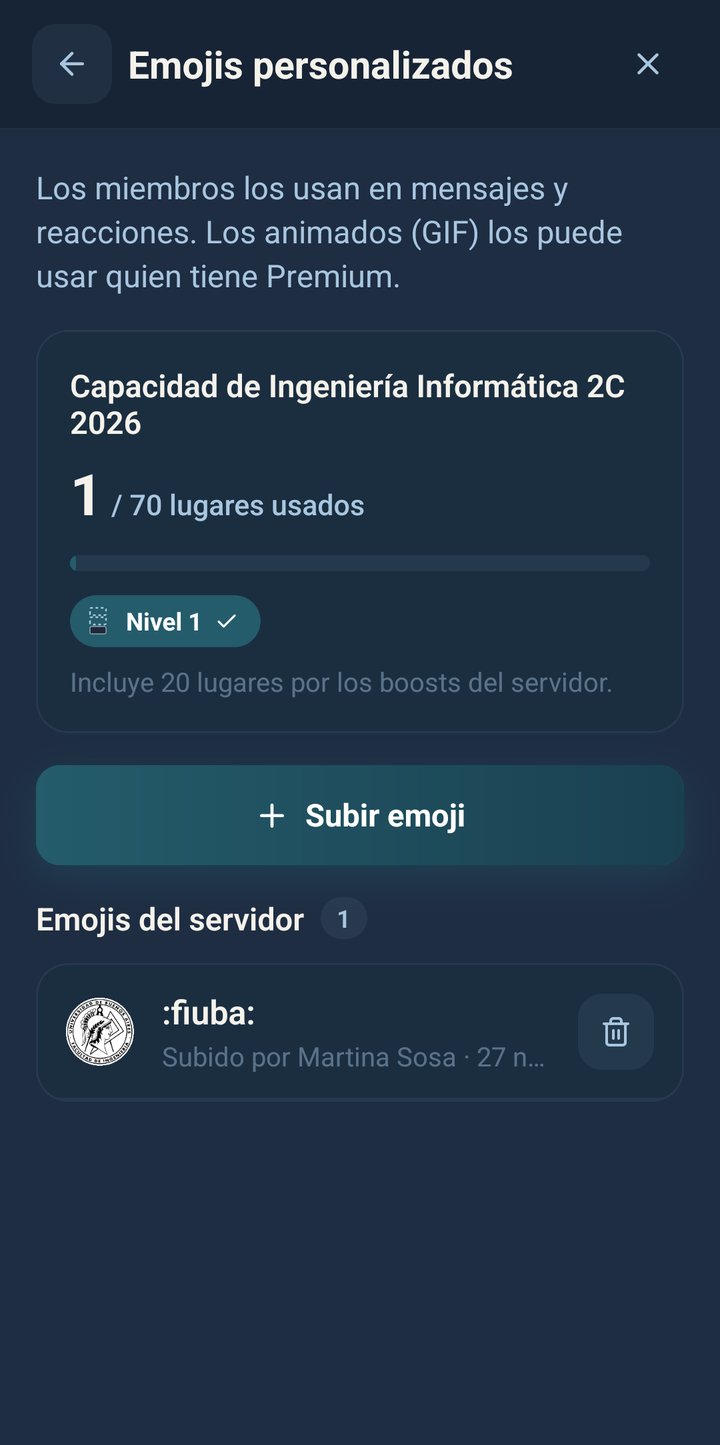 Emojis personalizados
Los miembros los usan en mensajes y
reacciones. Los animados (GIF) los puede
usar quien tiene Premium.
Capacidad de Ingeniería Informática 2C
2026
1 / 70 lugares usados
Nivel 1
Incluye 20 lugares por los boosts del servidor.
Subir emoji
Emojis del servidor 1
:fiuba:
Subido por Martina Sosa · 27 n...